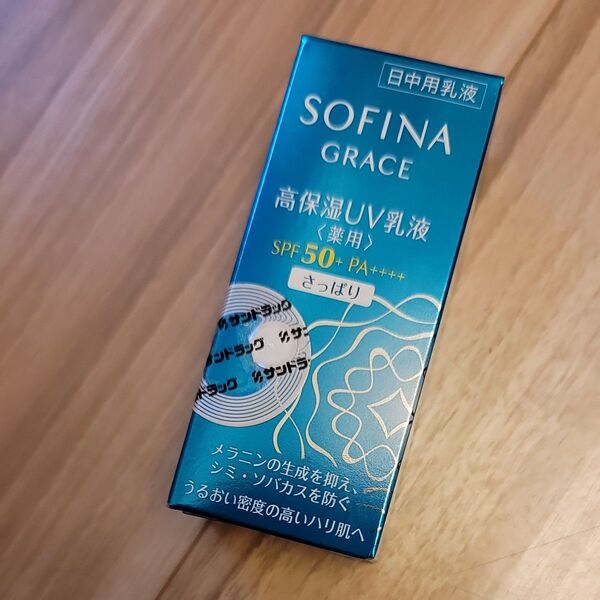 日中用乳液
SOFINA
GRACE
高保湿UV乳液
〈薬用〉
SPF 50+ PA++++
さっぱり
サンドラッグ
サンドラッグ サン
ドラッグ サンドラ
メラニンの生成を抑え、
シミ・ソバカスを防ぐ
うるおい密度の高いハリ肌へ